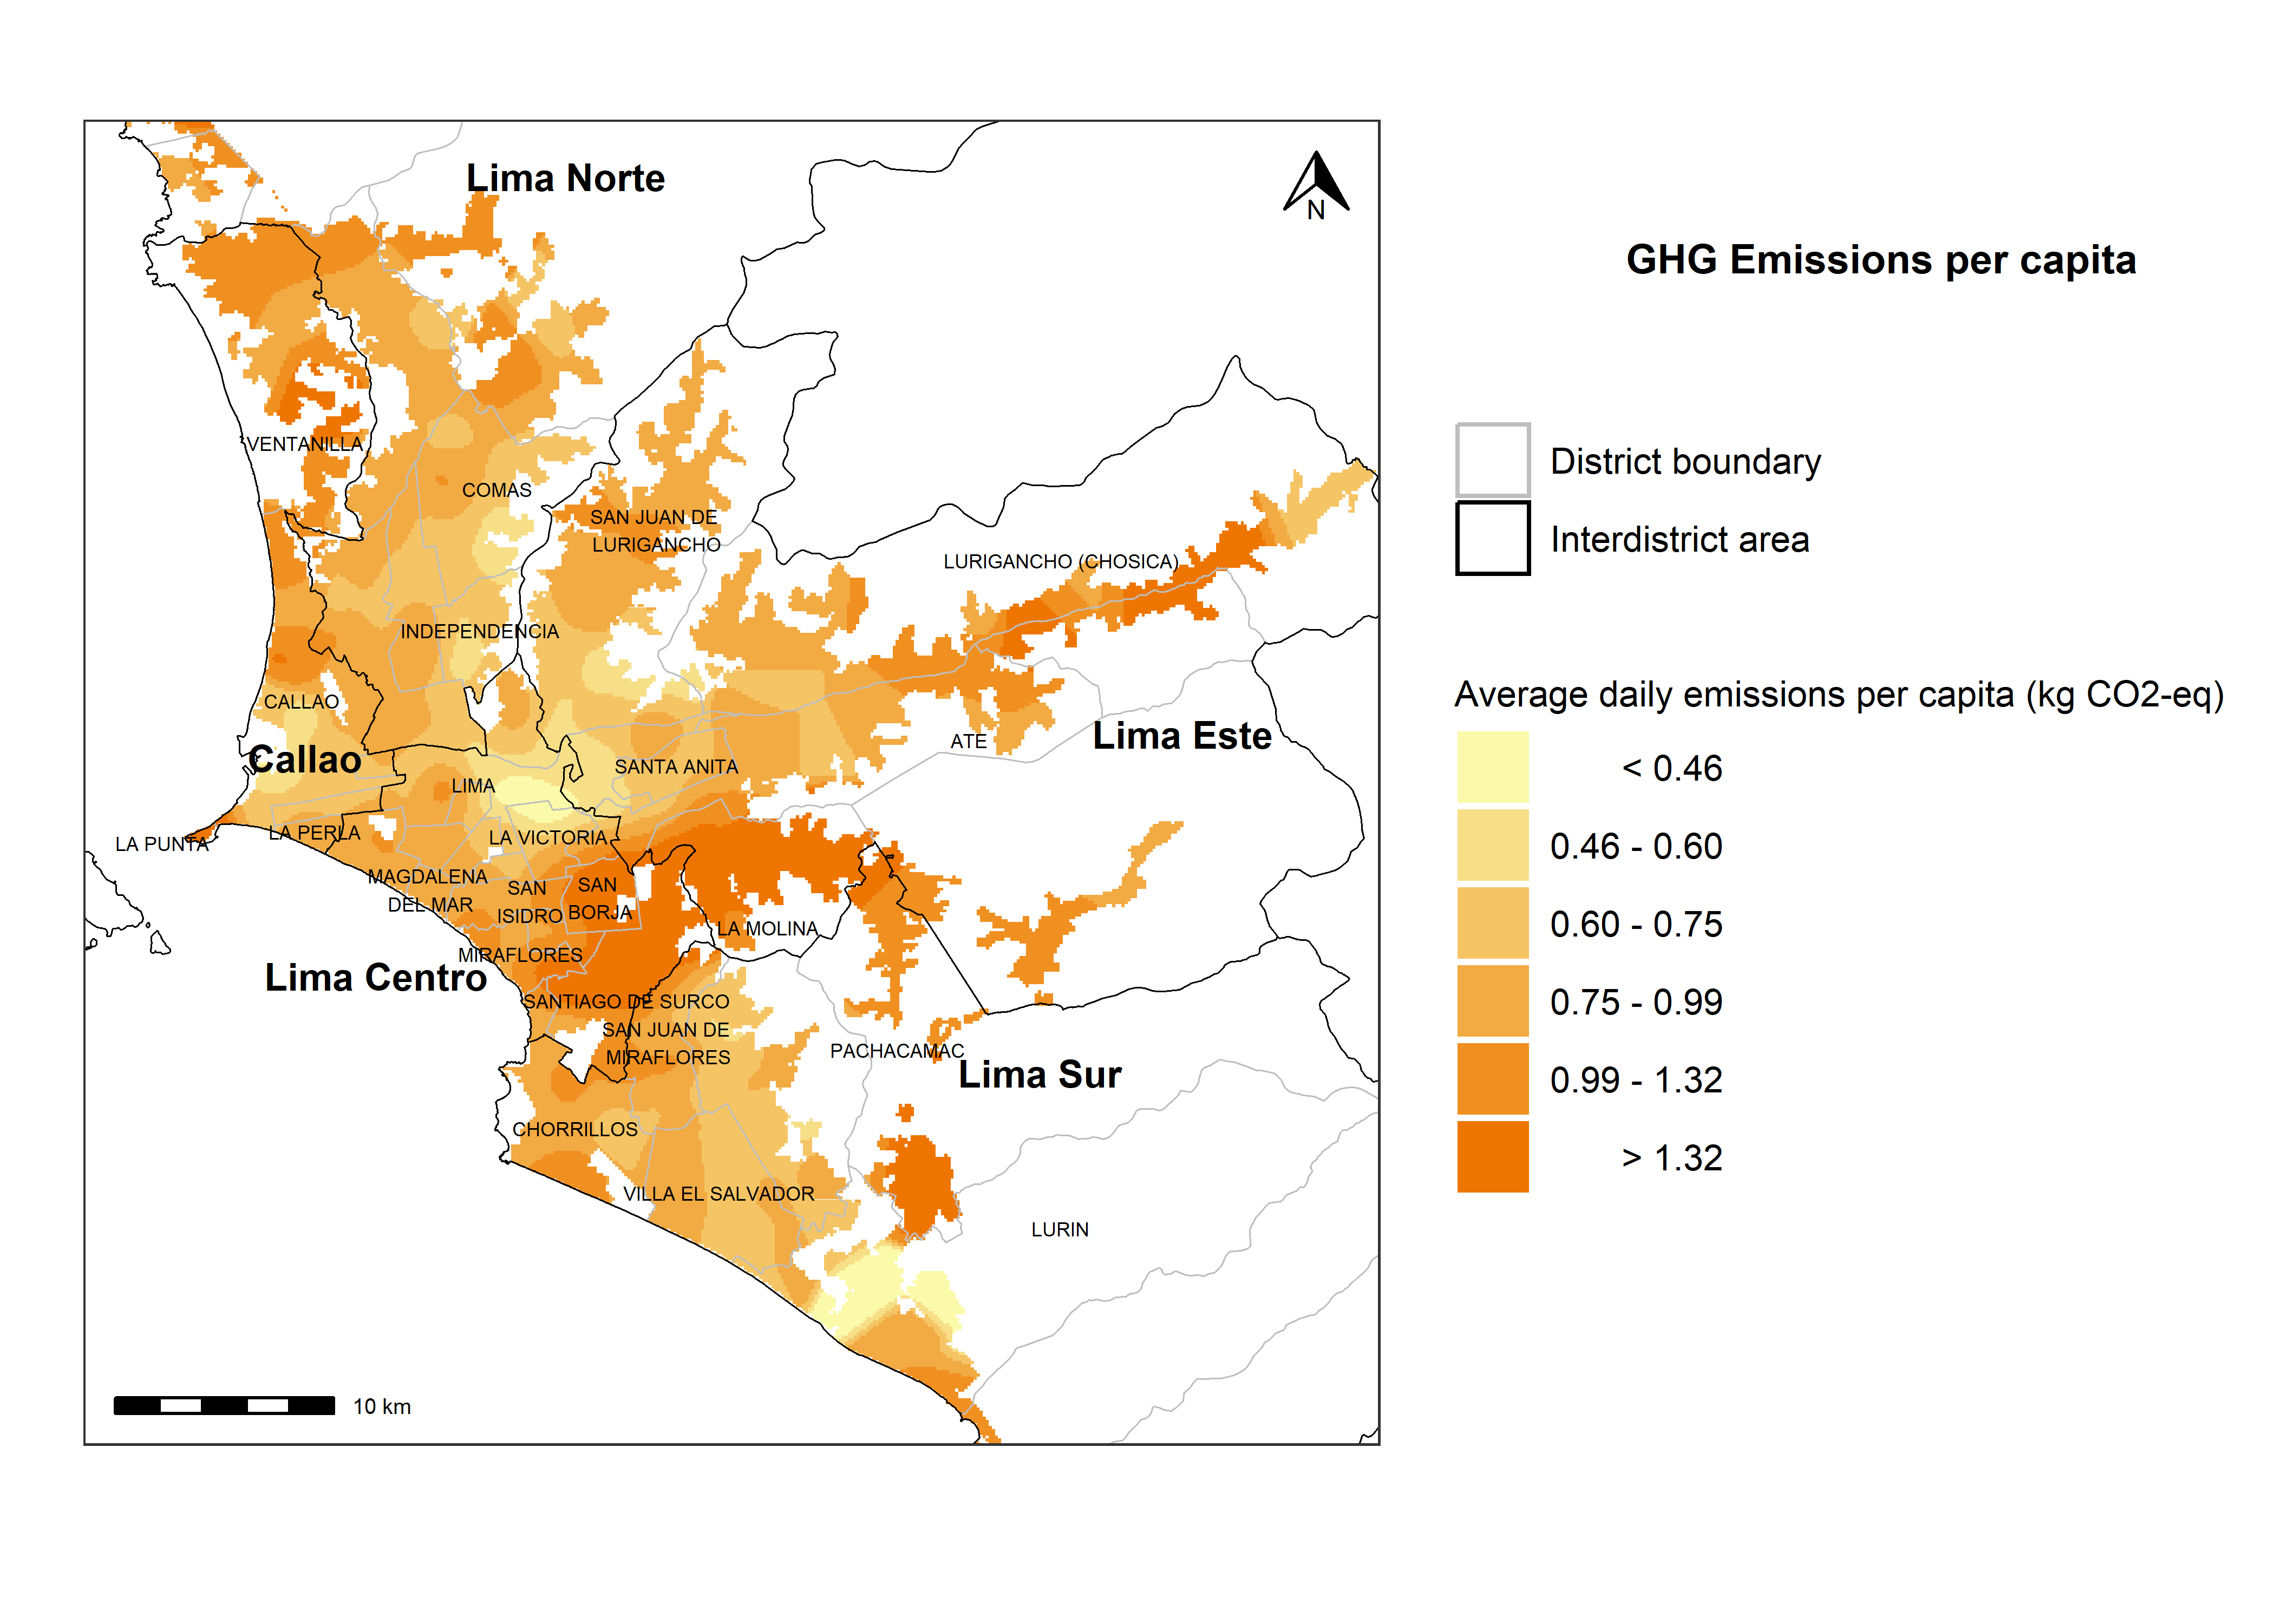 Lima Norte
N
VENTANILLA
COMAS
SAN JUAN DE
LURIGANCHO
LURIGANCHO (CHOSICA)
INDEPENDENCIA
CALLAO
Callao
ATE
Lima Este
SANTA ANITA
LIMA
LA PUNTA
LA PERLA
LA VICTORIA
MAGDALENA
DEL MAR
SAN
ISIDRO
SAN
BORJA
LA MOLINA
MIRAFLORES
Lima Centro
SANTIAGO DE SURCO
SAN JUAN DE
MIRAFLORES
PACHACAMAC
Lima Sur
CHORRILLOS
VILLA EL SALVADOR
LURIN
10 km
GHG Emissions per capita
District boundary
Interdistrict area
Average daily emissions per capita (kg CO2-eq)
< 0.46
0.46 - 0.60
0.60 - 0.75
0.75 - 0.99
0.99 - 1.32
> 1.32